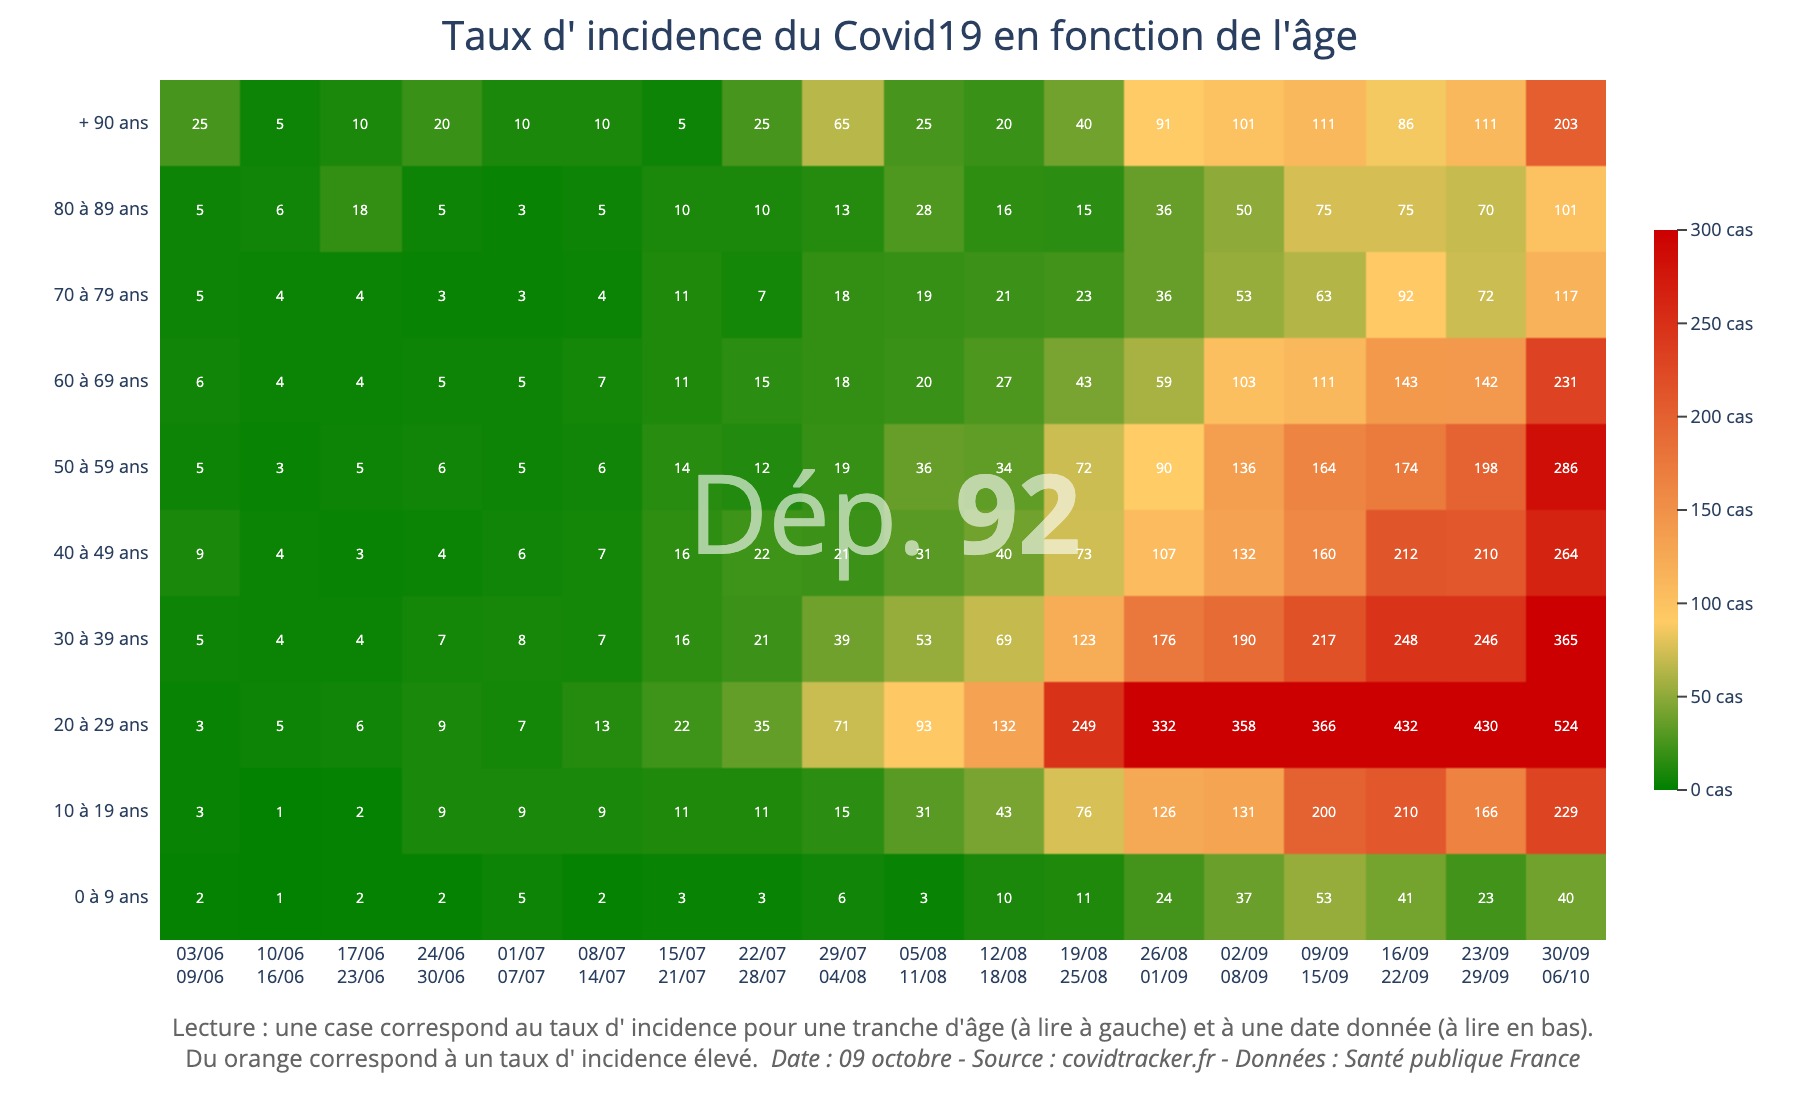 Taux d' incidence du Covid19 en fonction de l'âge
+ 90 ans 25 5 10 20 10 10 5 25 65 25 20 40 91 101 111 86 111 203
80 à 89 ans 5 6 18 5 3 5 10 10 13 28 16 15 36 50 75 75 70 101
70 à 79 ans 5 4 4 3 3 4 11 7 18 19 21 23 36 53 63 92 72 117
60 à 69 ans 6 4 4 5 5 7 11 15 18 20 27 43 59 103 111 143 142 231
50 à 59 ans 5 3 5 6 5 6 14 12 19 36 34 72 90 136 164 174 198 286
Dép. 92
40 à 49 ans 9 4 3 4 6 7 16 22 21 31 40 73 107 132 160 212 210 264
30 à 39 ans 5 4 4 7 8 7 16 21 39 53 69 123 176 190 217 248 246 365
20 à 29 ans 3 5 6 9 7 13 22 35 71 93 132 249 332 358 366 432 430 524
10 à 19 ans 3 1 2 9 9 9 11 11 15 31 43 76 126 131 200 210 166 229
0 à 9 ans 2 1 2 2 5 2 3 3 6 3 10 11 24 37 53 41 23 40
03/06 10/06 17/06 24/06 01/07 08/07 15/07 22/07 29/07 05/08 12/08 19/08 26/08 02/09 09/09 16/09 23/09 30/09
09/06 16/06 23/06 30/06 07/07 14/07 21/07 28/07 04/08 11/08 18/08 25/08 01/09 08/09 15/09 22/09 29/09 06/10
300 cas
250 cas
200 cas
150 cas
100 cas
50 cas
0 cas
Lecture : une case correspond au taux d' incidence pour une tranche d'âge (à lire à gauche) et à une date donnée (à lire en bas).
Du orange correspond à un taux d' incidence élevé. Date : 09 octobre - Source : covidtracker.fr - Données : Santé publique France